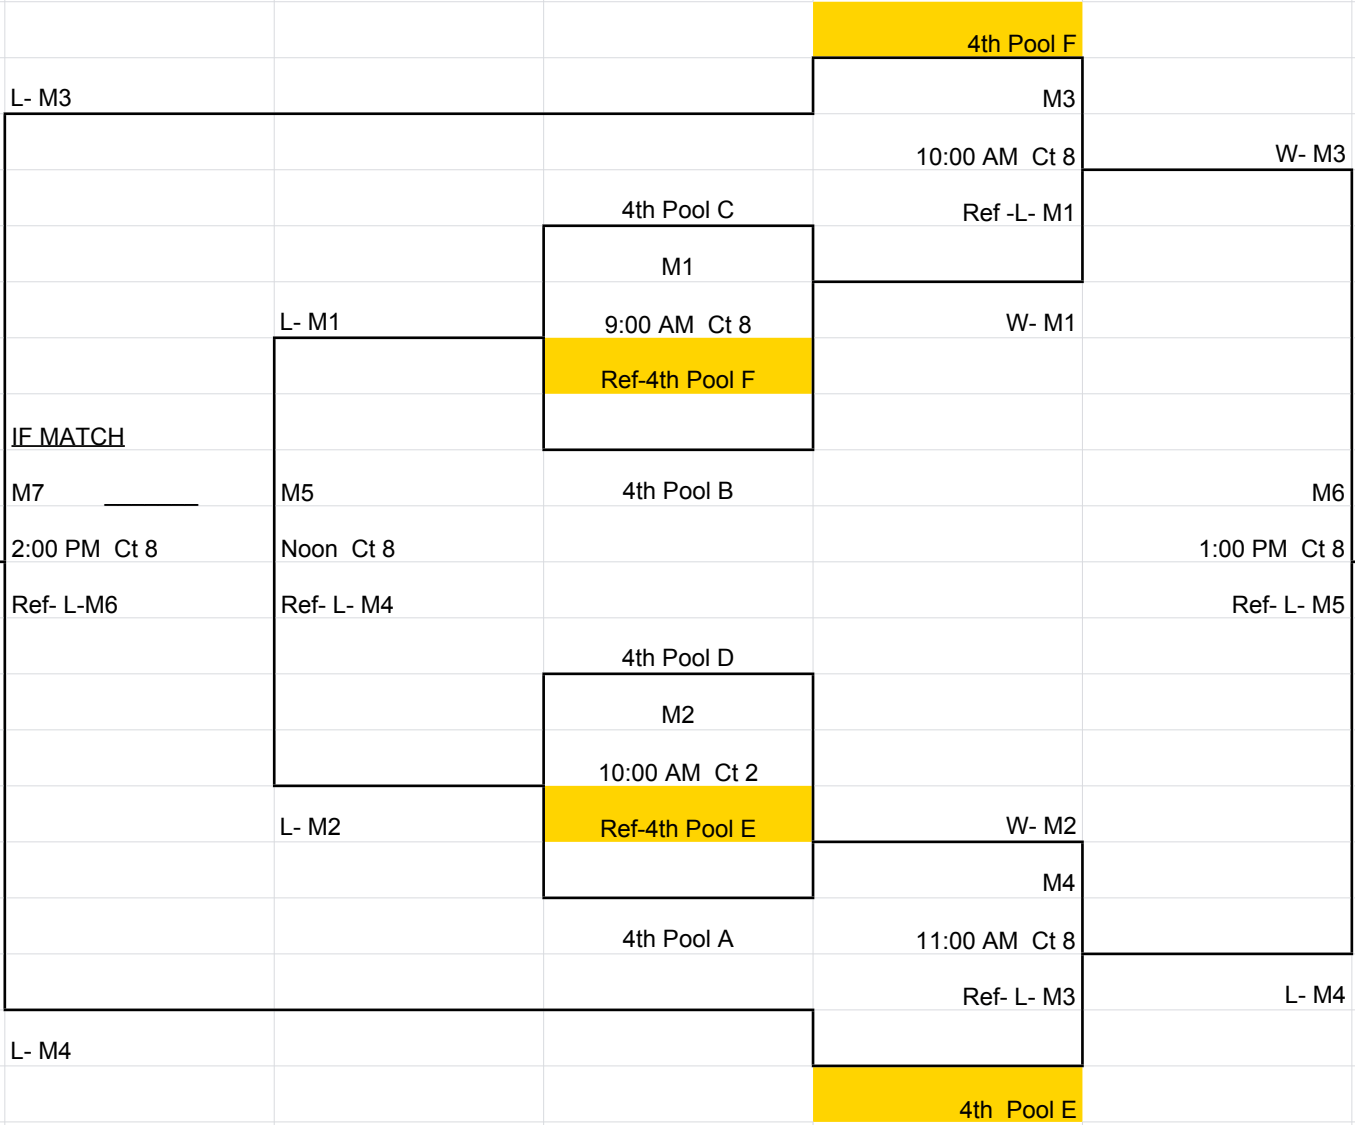 4th Pool F
L- M3
M3
10:00 AM  Ct 8
W- M3
4th Pool C
Ref -L- M1
M1
L- M1
9:00 AM  Ct 8
W- M1
Ref-4th Pool F
IF MATCH
M7
M5
4th Pool B
M6
2:00 PM  Ct 8
Noon  Ct 8
1:00 PM  Ct 8
Ref- L-M6
Ref- L- M4
Ref- L- M5
4th Pool D
M2
10:00 AM  Ct 2
L- M2
Ref-4th Pool E
W- M2
M4
4th Pool A
11:00 AM  Ct 8
Ref- L- M3
L- M4
L- M4
4th  Pool E